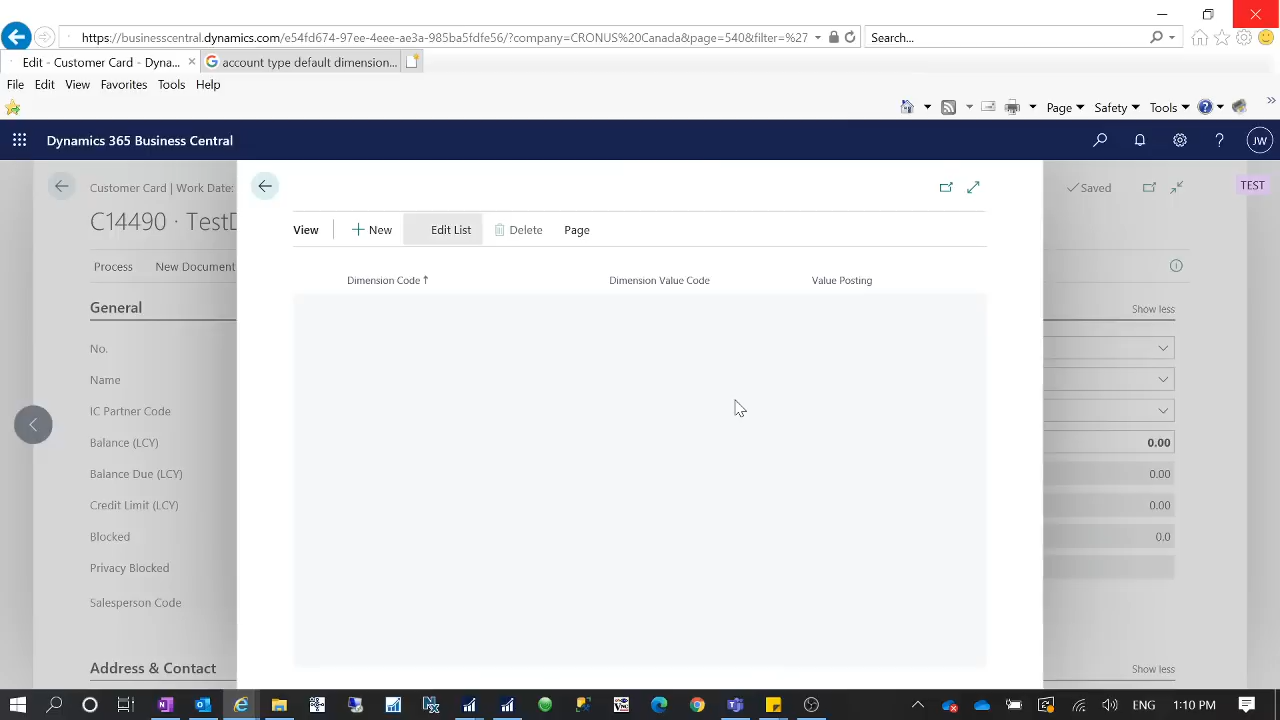 https://businesscentral.dynamics.com/e54fd674-97ee-4eee-ae3a-985ba5fdfe56/?company=CRONUS%20Canada&page=540&filter=%27
Search...
Edit - Customer Card - Dyna...
account type default dimension...
File Edit View Favorites Tools Help
Page Safety Tools
Dynamics 365 Business Central
JW
Customer Card | Work Date:
Saved
TEST
C14490 · TestD
View
New
Edit List
Delete
Page
Process
New Document
Dimension Code
Dimension Value Code
Value Posting
General
Show less
No.
Name
IC Partner Code
Balance (LCY)
0.00
Balance Due (LCY)
0.00
Credit Limit (LCY)
0.00
Blocked
0.0
Privacy Blocked
Salesperson Code
Address & Contact
Show less
ENG
1:10 PM